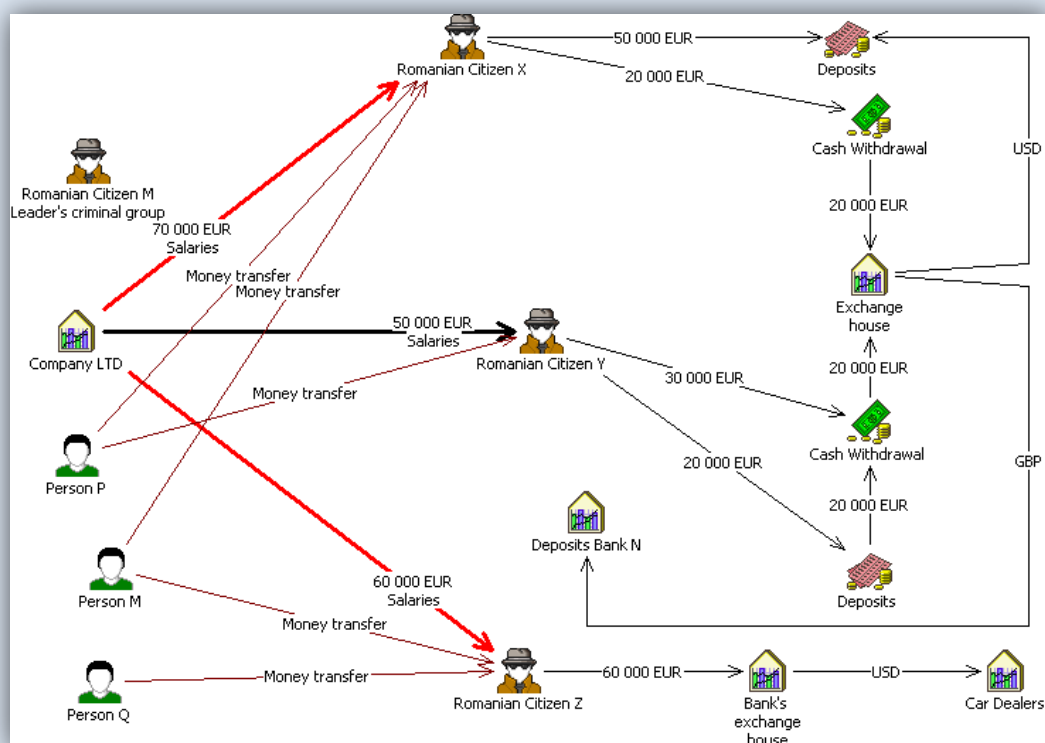 50 000 EUR
Romanian Citizen X
Deposits
20 000 EUR
Cash Withdrawal
USD
Romanian Citizen M
Leader's criminal group
20 000 EUR
70 000 EUR
Salaries
Money transfer
Money transfer
Exchange
house
50 000 EUR
Salaries
Company LTD
Romanian Citizen Y
20 000 EUR
30 000 EUR
Money transfer
Cash Withdrawal
GBP
20 000 EUR
Person P
20 000 EUR
Deposits Bank N
60 000 EUR
Salaries
Person M
Deposits
Money transfer
Money transfer
60 000 EUR
USD
Person Q
Romanian Citizen Z
Bank's
exchange
house
Car Dealers